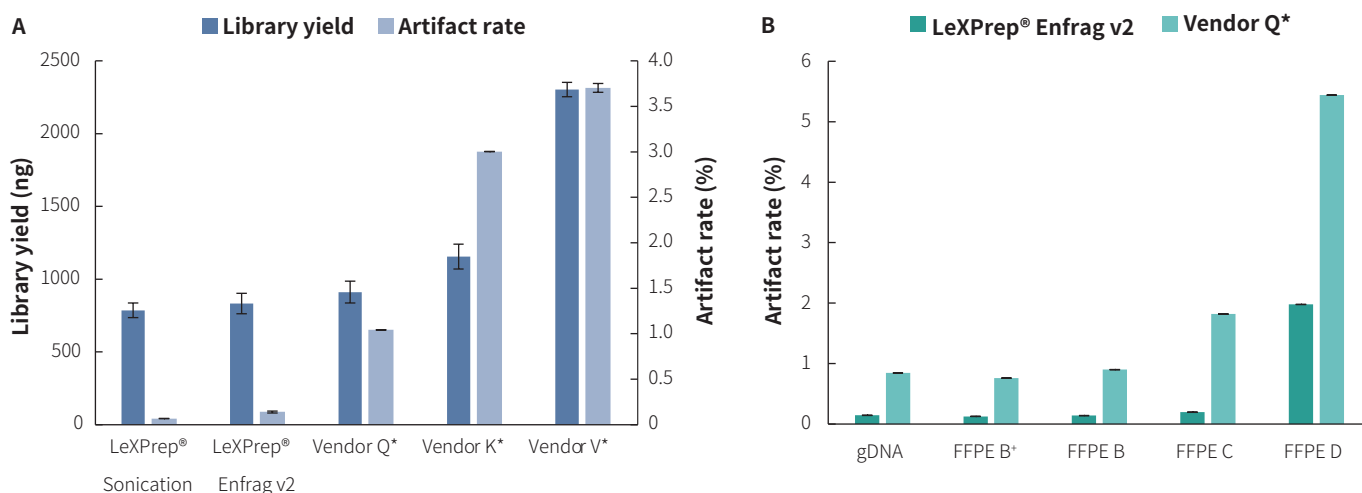 A
Library yield
Artifact rate
Library yield (ng)
2500
2000
1500
1000
500
0
4.0
3.5
3.0
2.5
2.0
1.5
1.0
0.5
0
Artifact rate (%)
LeXPrep® LeXPrep® Vendor Q* Vendor K* Vendor V*
Sonication Enfrag v2
B
LeXPrep® Enfrag v2
Vendor Q*
Artifact rate (%)
6
5
4
3
2
1
0
gDNA FFPE B⁺ FFPE B FFPE C FFPE D